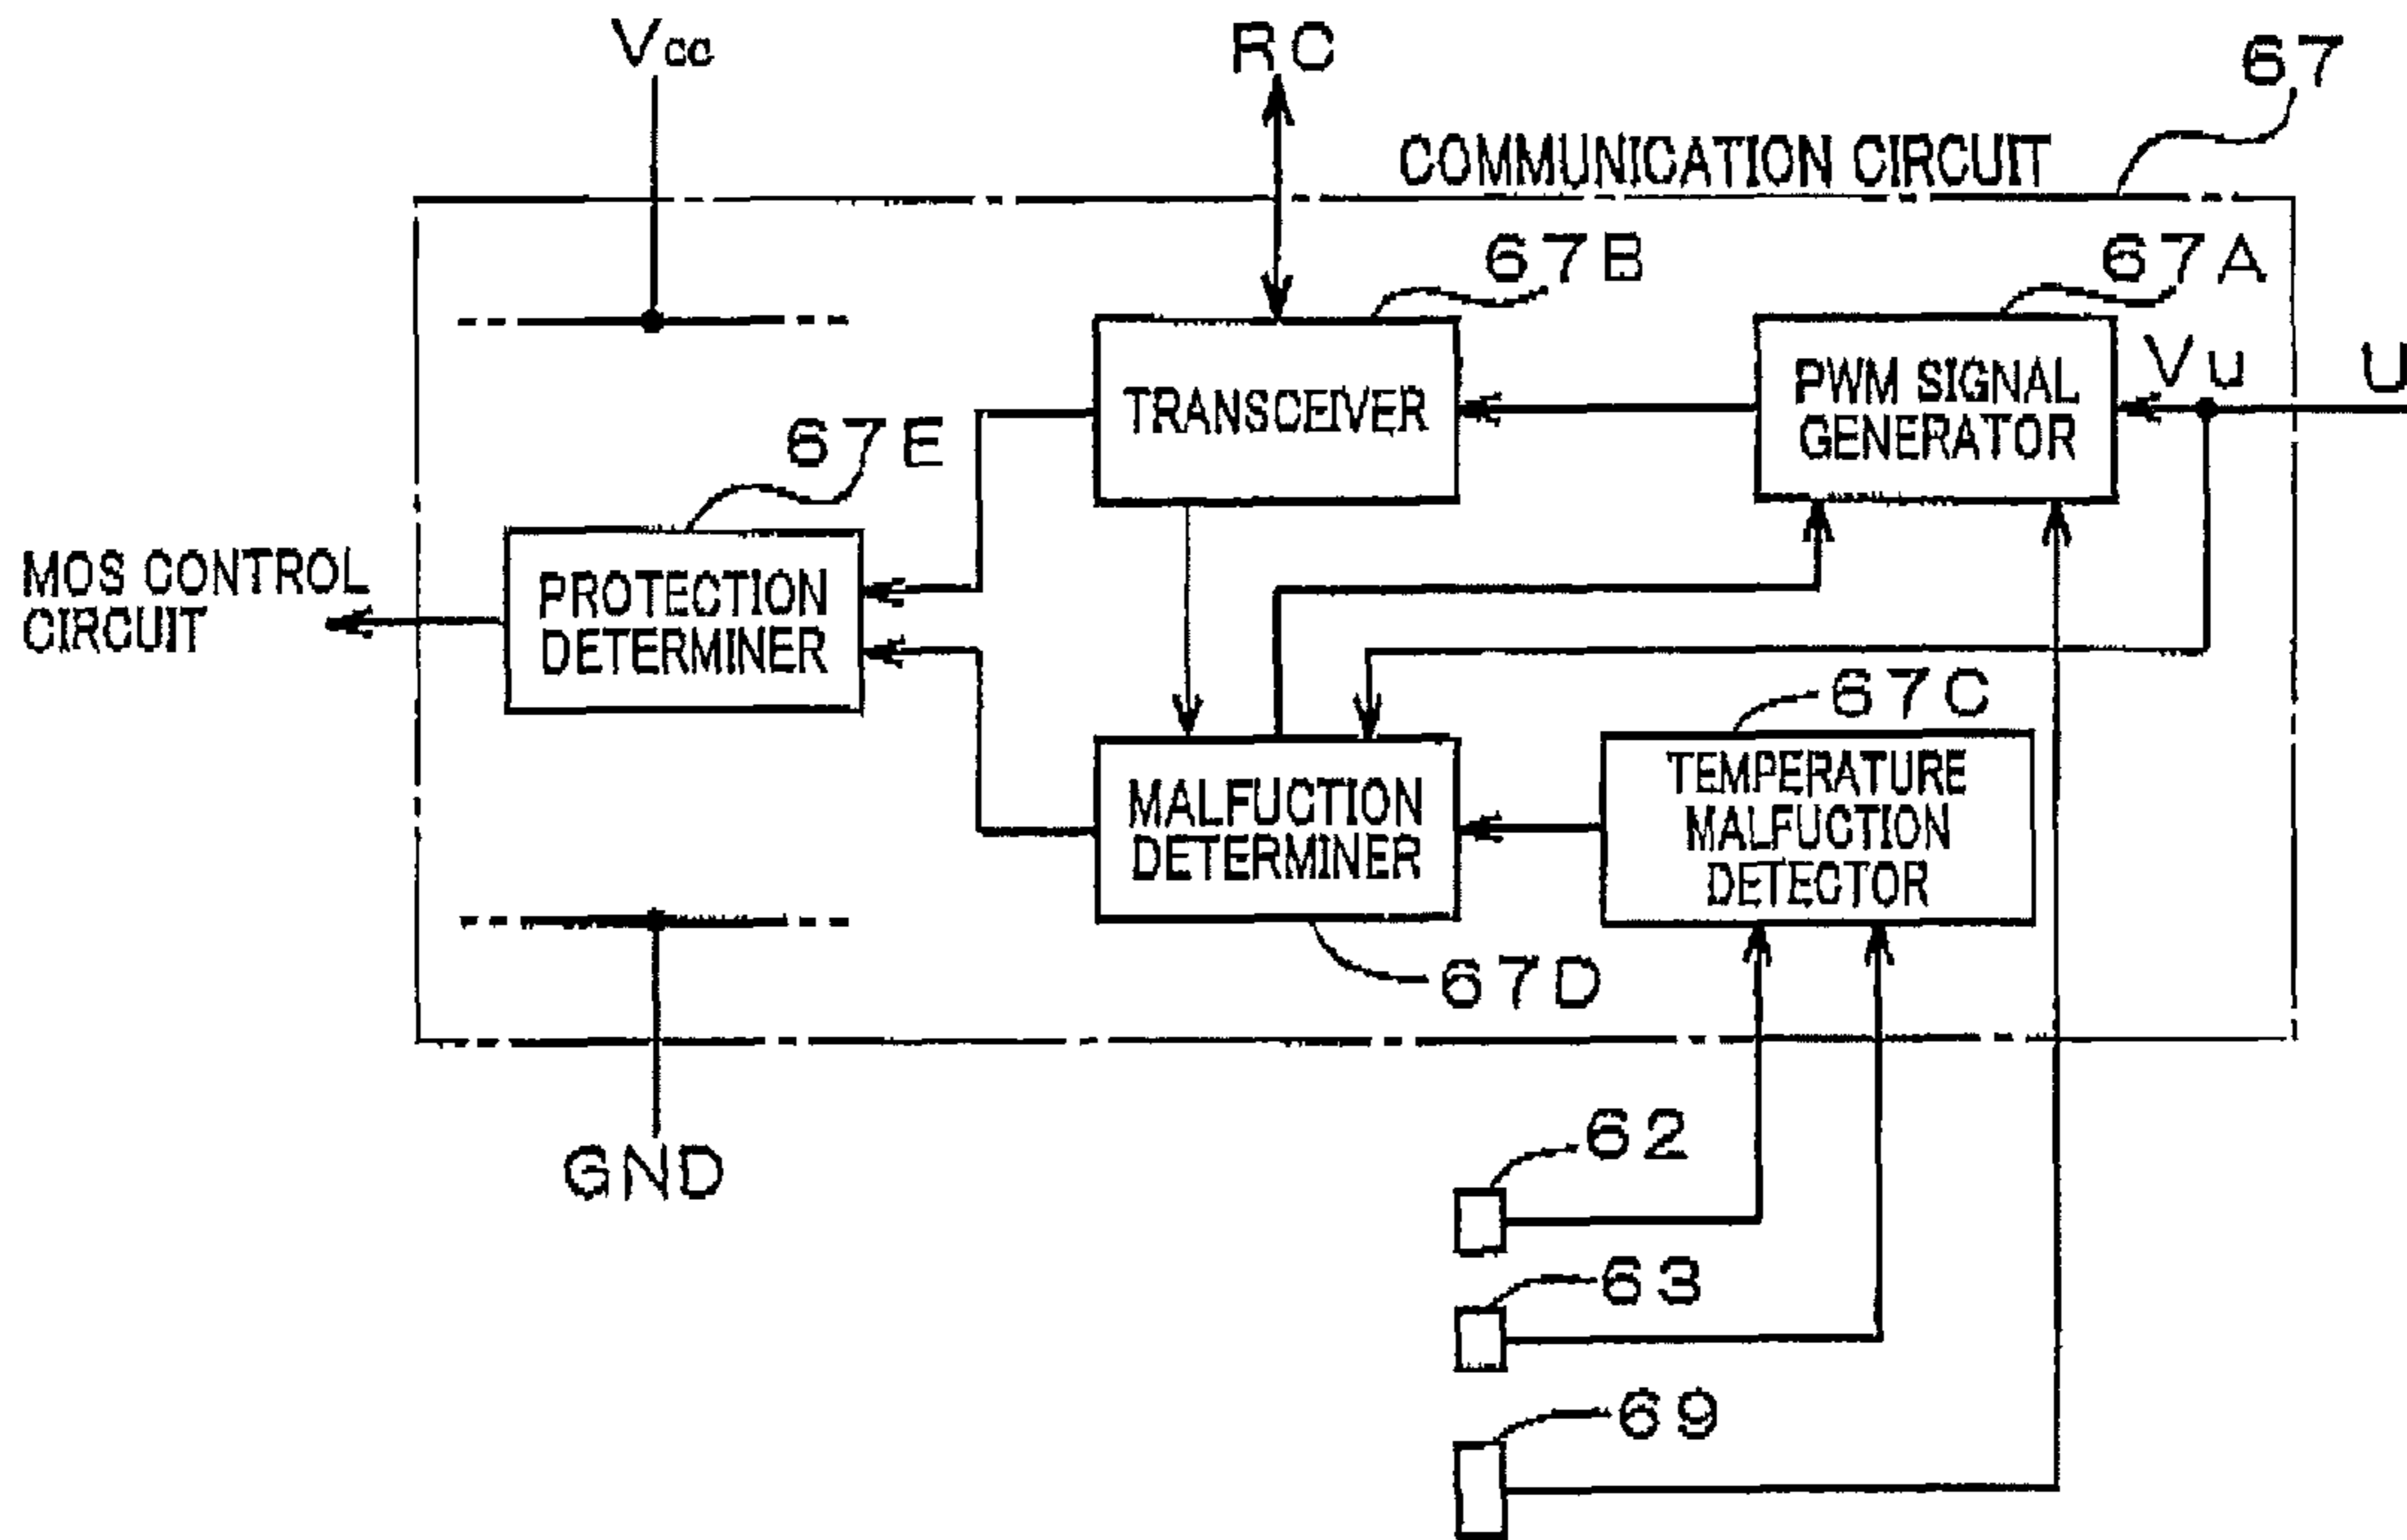 Vcc
RC
67
COMMUNICATION CIRCUIT
67B
67A
Vu
U
TRANSCEIVER
PWM SIGNAL
GENERATOR
67E
MOS CONTROL
CIRCUIT
PROTECTION
DETERMINER
67C
MALFUCTION
DETERMINER
TEMPERATURE
MALFUCTION
DETECTOR
67D
GND
62
63
69